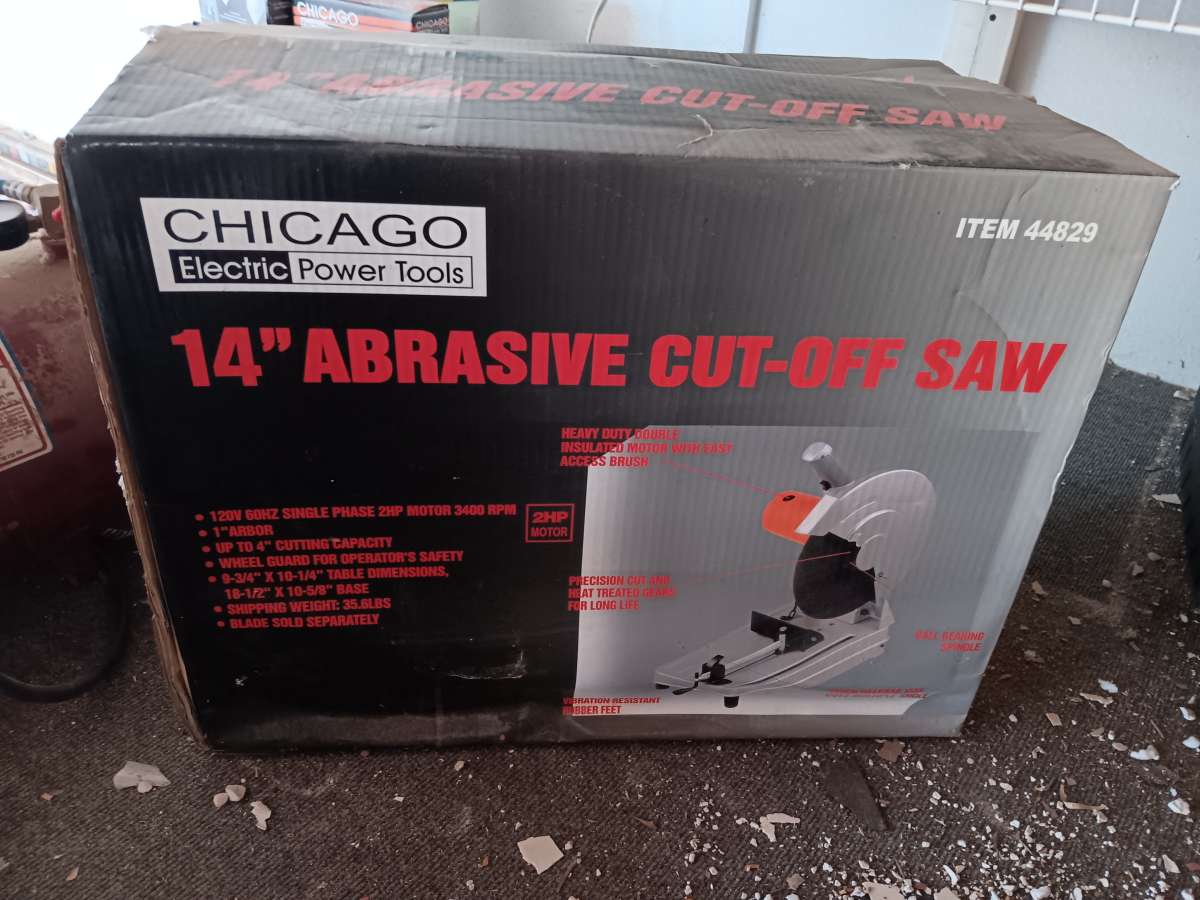 CHICAGO
CHICAGO
14" ABRASIVE CUT-OFF SAW
CHICAGO
Electric Power Tools
ITEM 44829
14" ABRASIVE CUT-OFF SAW
HEAVY DUTY DOUBLE
INSULATED MOTOR WITH EASY
ACCESS BRUSH
• 120V 60HZ SINGLE PHASE 2HP MOTOR 3400 RPM
• 1" ARBOR
• UP TO 4" CUTTING CAPACITY
• WHEEL GUARD FOR OPERATOR'S SAFETY
• 9-3/4" X 10-1/4" TABLE DIMENSIONS,
18-1/2" X 10-5/8" BASE
• SHIPPING WEIGHT: 35.6LBS
• BLADE SOLD SEPARATELY
2HP
MOTOR
PRECISION CUT AND
HEAT TREATED GEARS
FOR LONG LIFE
BALL BEARING
SPINDLE
VIBRATION RESISTANT
RUBBER FEET